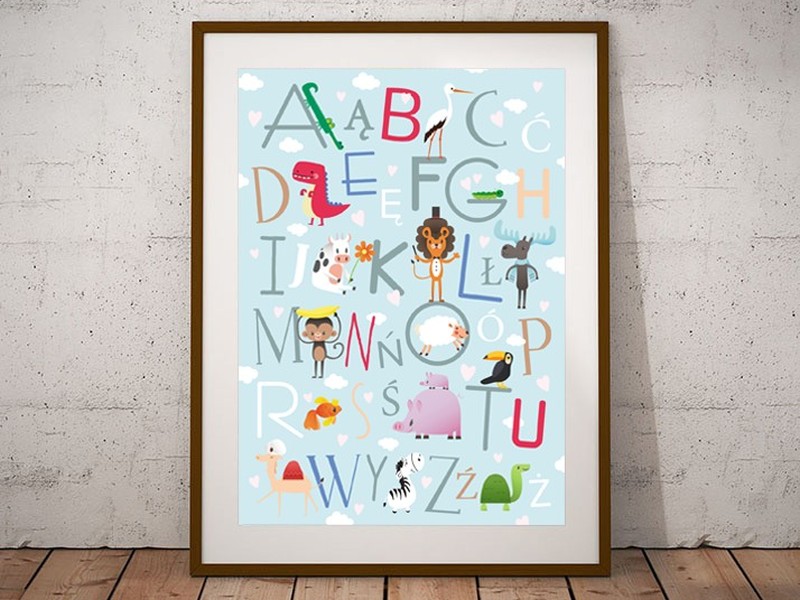 A Ą B C Ć
D E Ę F G H
I J K L Ł
M N Ń O Ó P
R S Ś T U
W Y Z Ź Ż